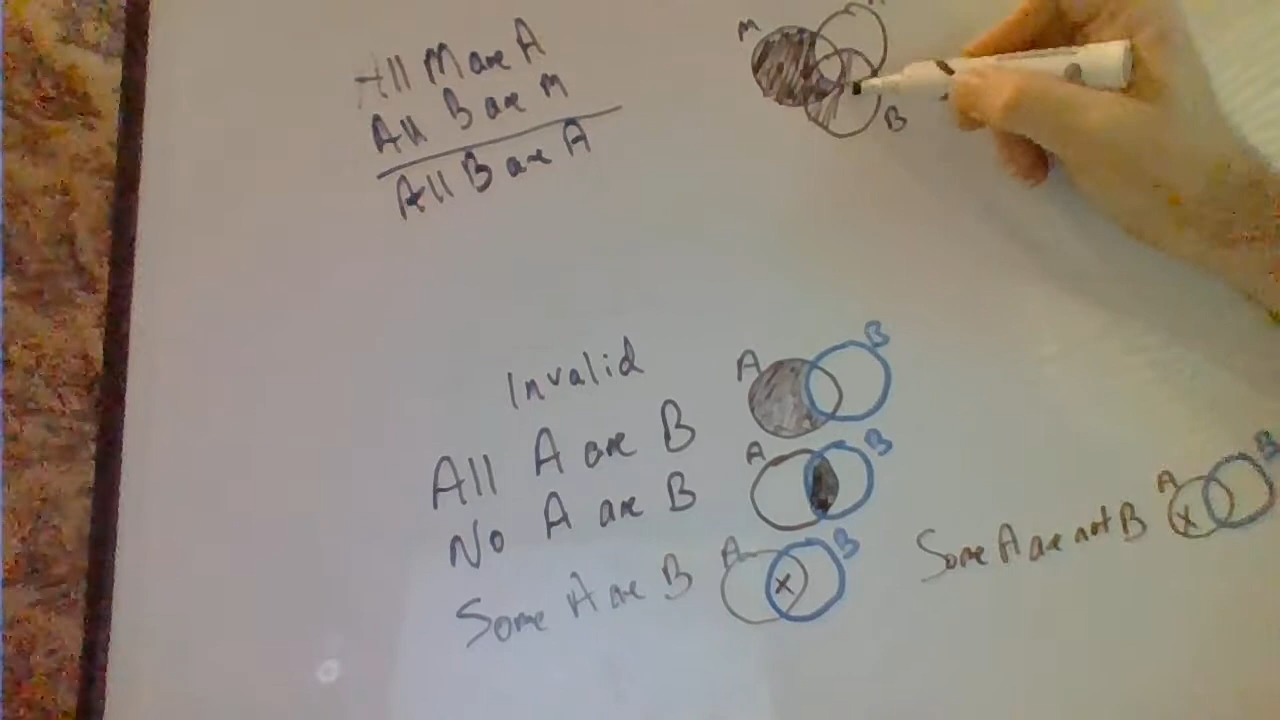 All M are A
All B are M
All B are A
M
B
Invalid
A B
All A are B
A B
No A are B
A B
Some A are B
Some A are not B
A B
x
x